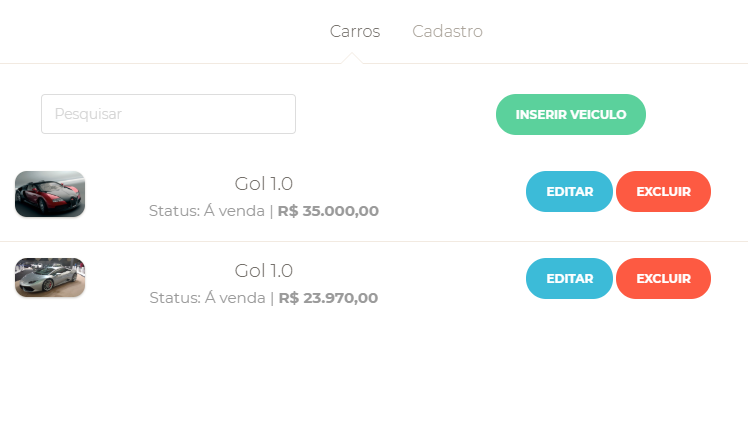 Carros Cadastro
Pesquisar
INSERIR VEICULO
Gol 1.0
Status: Á venda | R$ 35.000,00
EDITAR EXCLUIR
Gol 1.0
Status: Á venda | R$ 23.970,00
EDITAR EXCLUIR